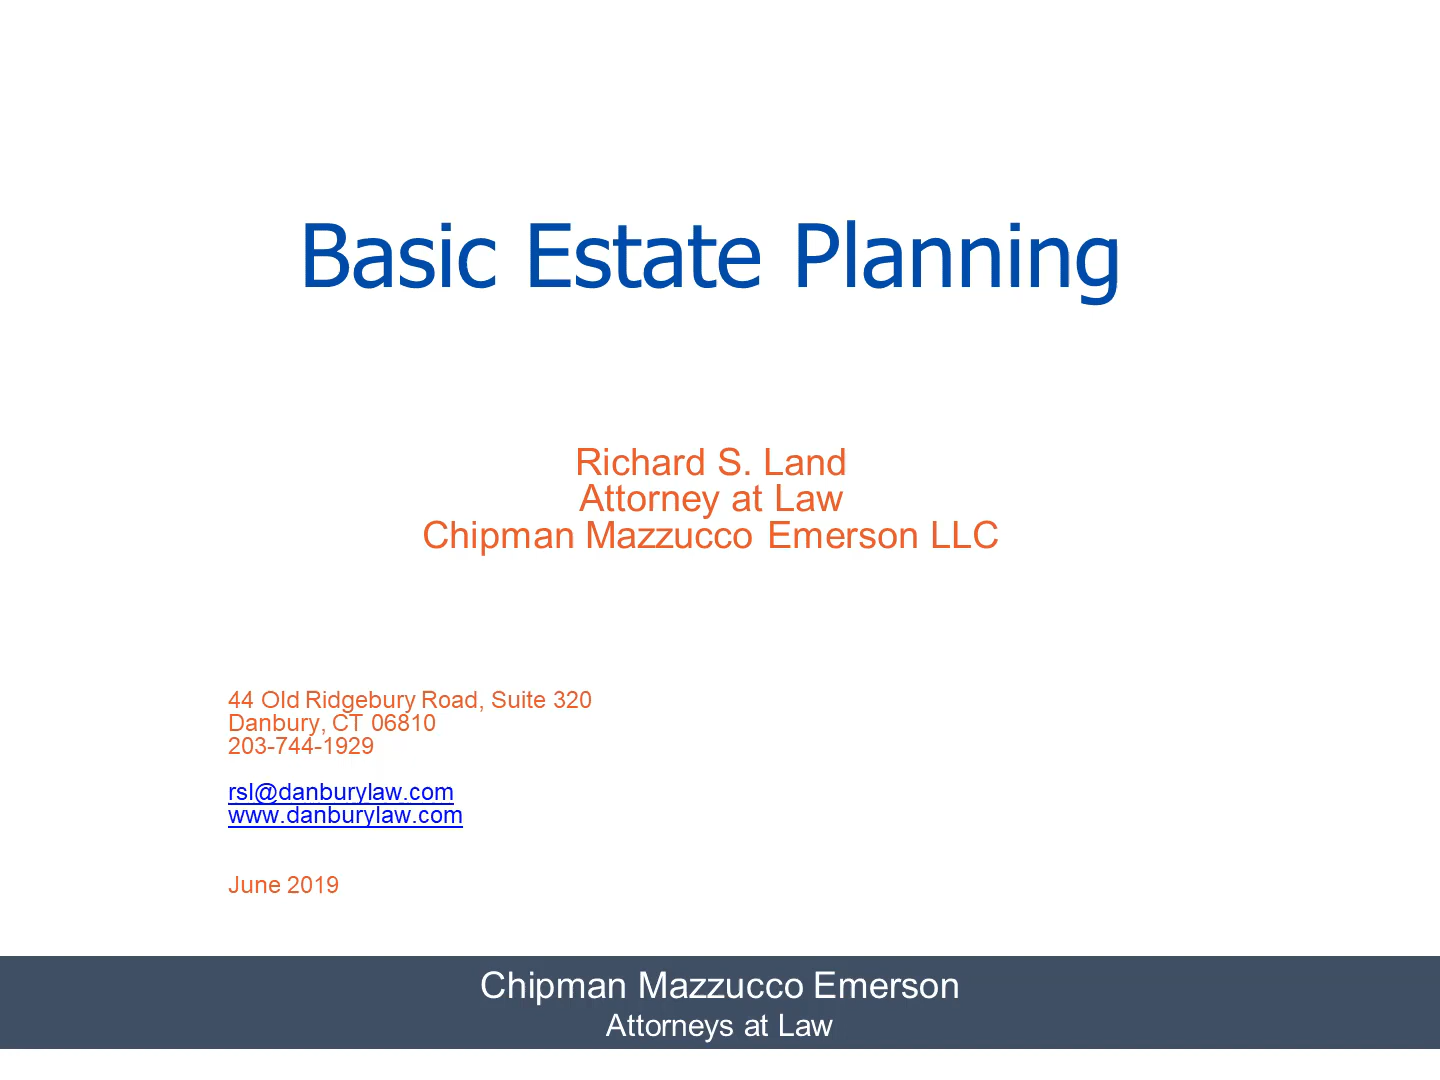 Basic Estate Planning
Richard S. Land
Attorney at Law
Chipman Mazzucco Emerson LLC
44 Old Ridgebury Road, Suite 320
Danbury, CT 06810
203-744-1929
rsl@danburylaw.com
www.danburylaw.com
June 2019
Chipman Mazzucco Emerson
Attorneys at Law